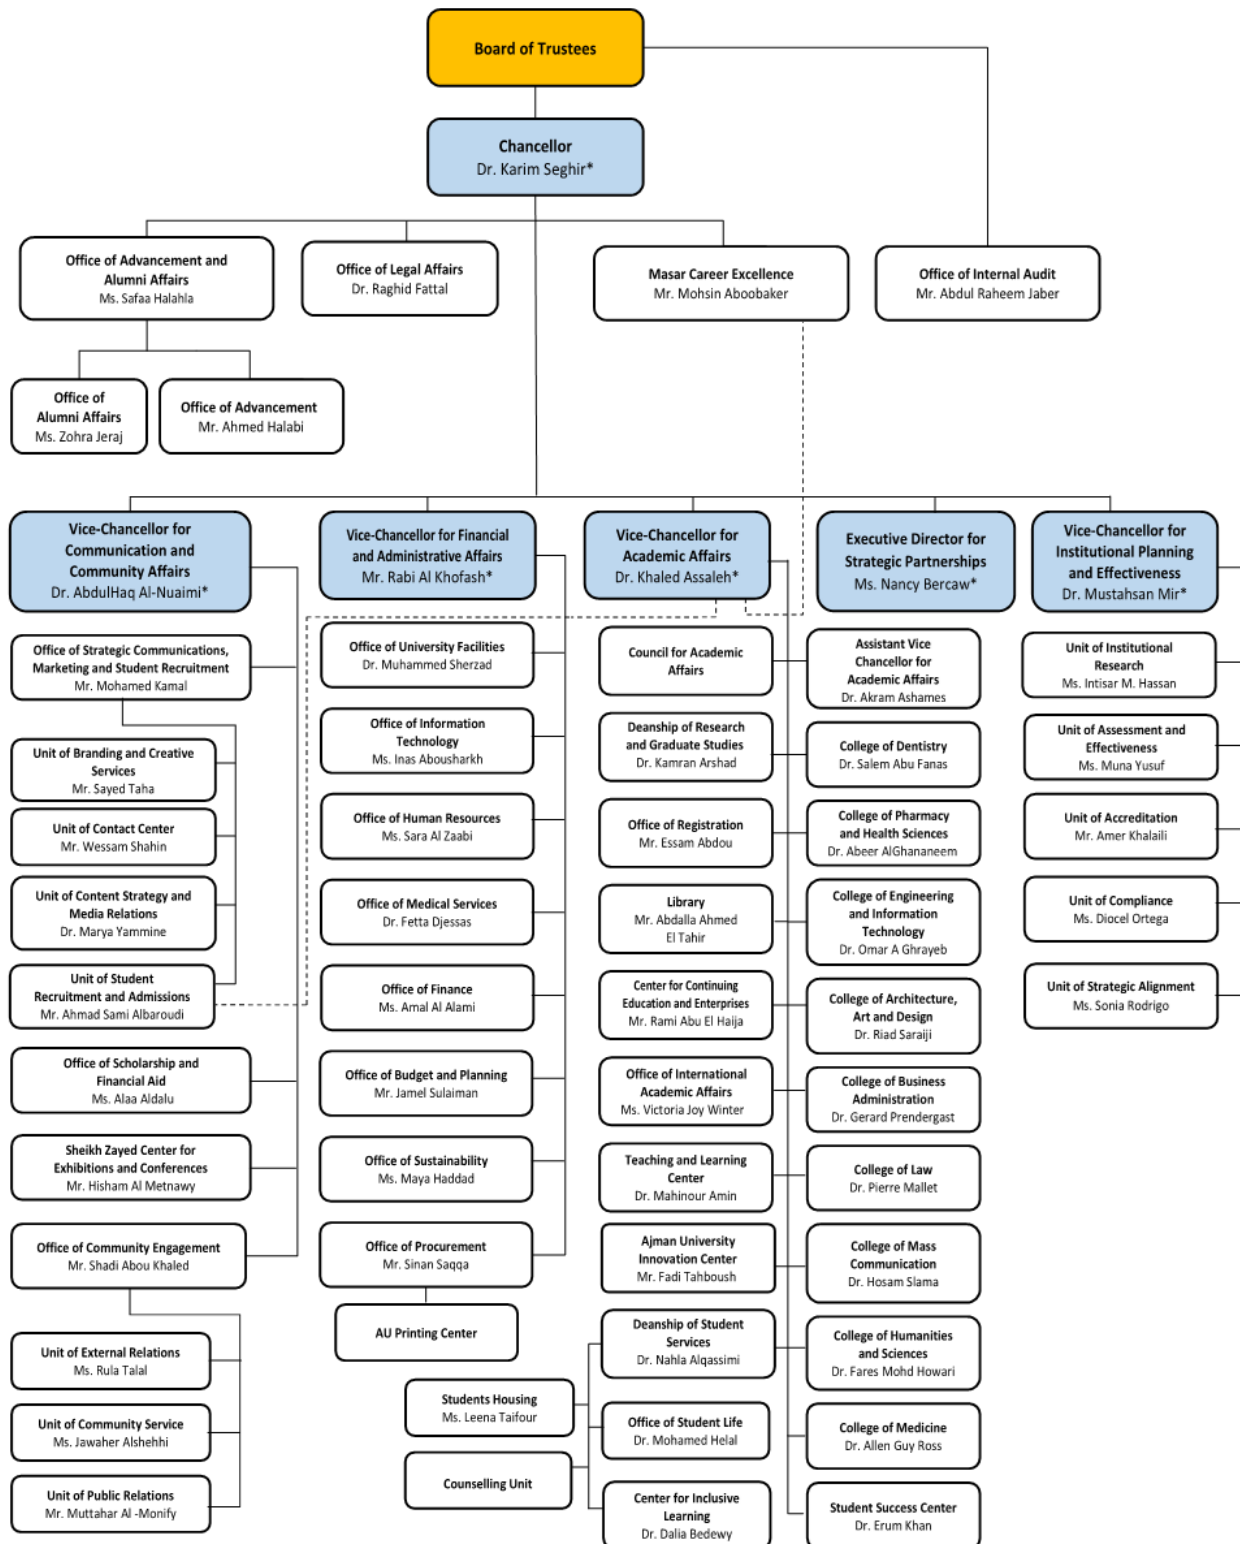 Board of Trustees
Chancellor
Dr. Karim Seghir*
Office of Advancement and
Alumni Affairs
Ms. Safaa Halahla
Office of Legal Affairs
Dr. Raghid Fattal
Masar Career Excellence
Mr. Mohsin Aboobaker
Office of Internal Audit
Mr. Abdul Raheem Jaber
Office of
Alumni Affairs
Ms. Zohra Jeraj
Office of Advancement
Mr. Ahmed Halabi
Vice-Chancellor for
Communication and
Community Affairs
Dr. AbdulHaq Al-Nuaimi*
Office of Strategic Communications,
Marketing and Student Recruitment
Mr. Mohamed Kamal
Unit of Branding and Creative
Services
Mr. Sayed Taha
Unit of Contact Center
Mr. Wessam Shahin
Unit of Content Strategy and
Media Relations
Dr. Marya Yammine
Unit of Student
Recruitment and Admissions
Mr. Ahmad Sami Albaroudi
Office of Scholarship and
Financial Aid
Ms. Alaa Aldalu
Sheikh Zayed Center for
Exhibitions and Conferences
Mr. Hisham Al Metnawy
Office of Community Engagement
Mr. Shadi Abou Khaled
Unit of External Relations
Ms. Rula Talal
Unit of Community Service
Ms. Jawaher Alshehhi
Unit of Public Relations
Mr. Muttahar Al -Monify
Vice-Chancellor for Financial
and Administrative Affairs
Mr. Rabi Al Khofash*
Office of University Facilities
Dr. Muhammed Sherzad
Office of Information
Technology
Ms. Inas Abousharkh
Office of Human Resources
Ms. Sara Al Zaabi
Office of Medical Services
Dr. Fetta Djessas
Office of Finance
Ms. Amal Al Alami
Office of Budget and Planning
Mr. Jamel Sulaiman
Office of Sustainability
Ms. Maya Haddad
Office of Procurement
Mr. Sinan Saqqa
AU Printing Center
Vice-Chancellor for
Academic Affairs
Dr. Khaled Assaleh*
Council for Academic
Affairs
Deanship of Research
and Graduate Studies
Dr. Kamran Arshad
Office of Registration
Mr. Essam Abdou
Library
Mr. Abdalla Ahmed
El Tahir
Center for Continuing
Education and Enterprises
Mr. Rami Abu El Haija
Office of International
Academic Affairs
Ms. Victoria Joy Winter
Teaching and Learning
Center
Dr. Mahinour Amin
Ajman University
Innovation Center
Mr. Fadi Tahboush
Deanship of Student
Services
Dr. Nahla Alqassimi
Students Housing
Ms. Leena Taifour
Counselling Unit
Office of Student Life
Dr. Mohamed Helal
Center for Inclusive
Learning
Dr. Dalia Bedewy
Assistant Vice
Chancellor for
Academic Affairs
Dr. Akram Ashames
College of Dentistry
Dr. Salem Abu Fanas
College of Pharmacy
and Health Sciences
Dr. Abeer AlGhananeem
College of Engineering
and Information
Technology
Dr. Omar A Ghrayeb
College of Architecture,
Art and Design
Dr. Riad Saraiji
College of Business
Administration
Dr. Gerard Prendergast
College of Law
Dr. Pierre Mallet
College of Mass
Communication
Dr. Hosam Slama
College of Humanities
and Sciences
Dr. Fares Mohd Howari
College of Medicine
Dr. Allen Guy Ross
Student Success Center
Dr. Erum Khan
Executive Director for
Strategic Partnerships
Ms. Nancy Bercaw*
Vice-Chancellor for
Institutional Planning
and Effectiveness
Dr. Mustahsan Mir*
Unit of Institutional
Research
Ms. Intisar M. Hassan
Unit of Assessment and
Effectiveness
Ms. Muna Yusuf
Unit of Accreditation
Mr. Amer Khalaili
Unit of Compliance
Ms. Diocel Ortega
Unit of Strategic Alignment
Ms. Sonia Rodrigo